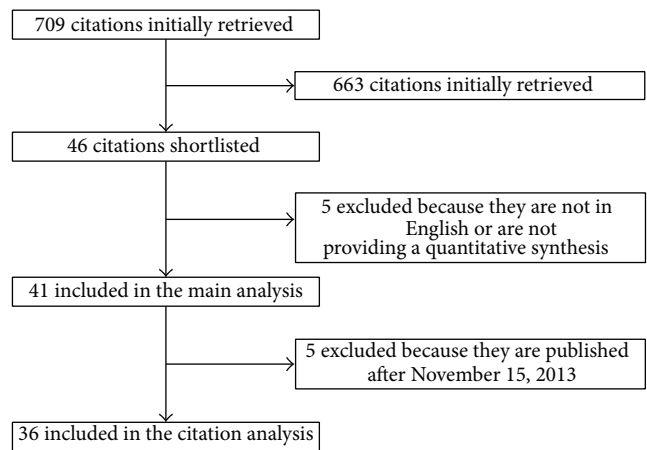 709 citations initially retrieved
663 citations initially retrieved
46 citations shortlisted
5 excluded because they are not in
English or are not
providing a quantitative synthesis
41 included in the main analysis
5 excluded because they are published
after November 15, 2013
36 included in the citation analysis